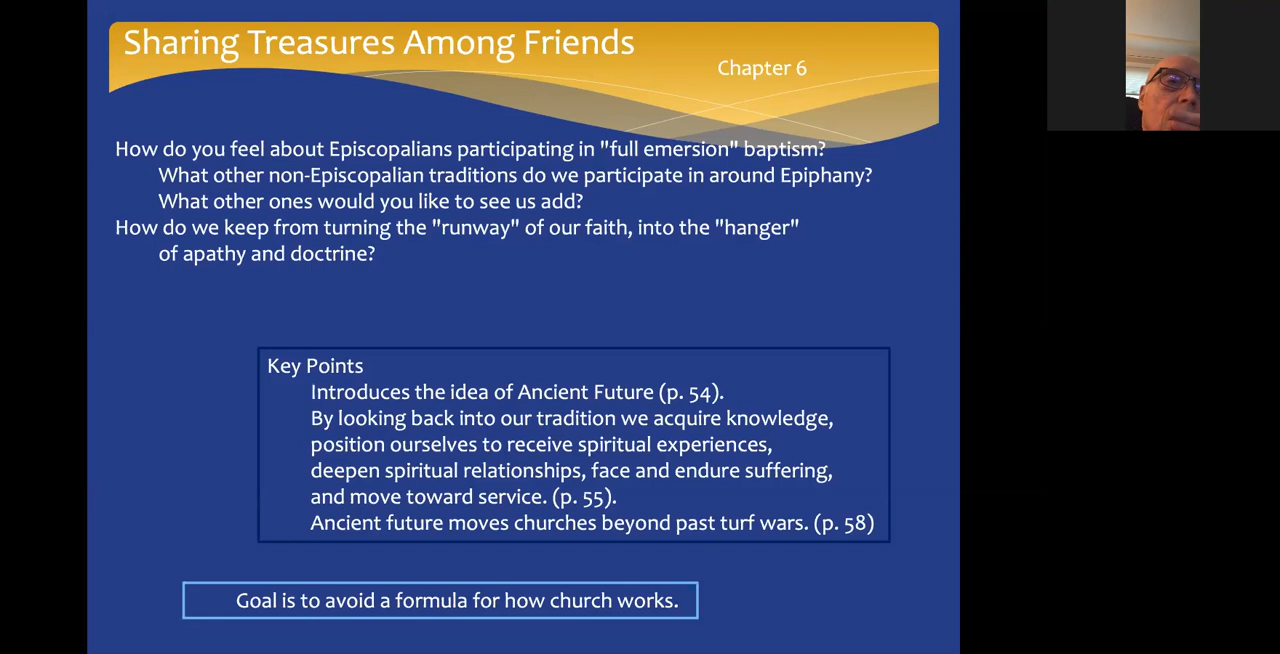 Sharing Treasures Among Friends
Chapter 6
How do you feel about Episcopalians participating in "full emersion" baptism?
What other non-Episcopalian traditions do we participate in around Epiphany?
What other ones would you like to see us add?
How do we keep from turning the "runway" of our faith, into the "hanger"
of apathy and doctrine?
Key Points
Introduces the idea of Ancient Future (p. 54).
By looking back into our tradition we acquire knowledge,
position ourselves to receive spiritual experiences,
deepen spiritual relationships, face and endure suffering,
and move toward service. (p. 55).
Ancient future moves churches beyond past turf wars. (p. 58)
Goal is to avoid a formula for how church works.